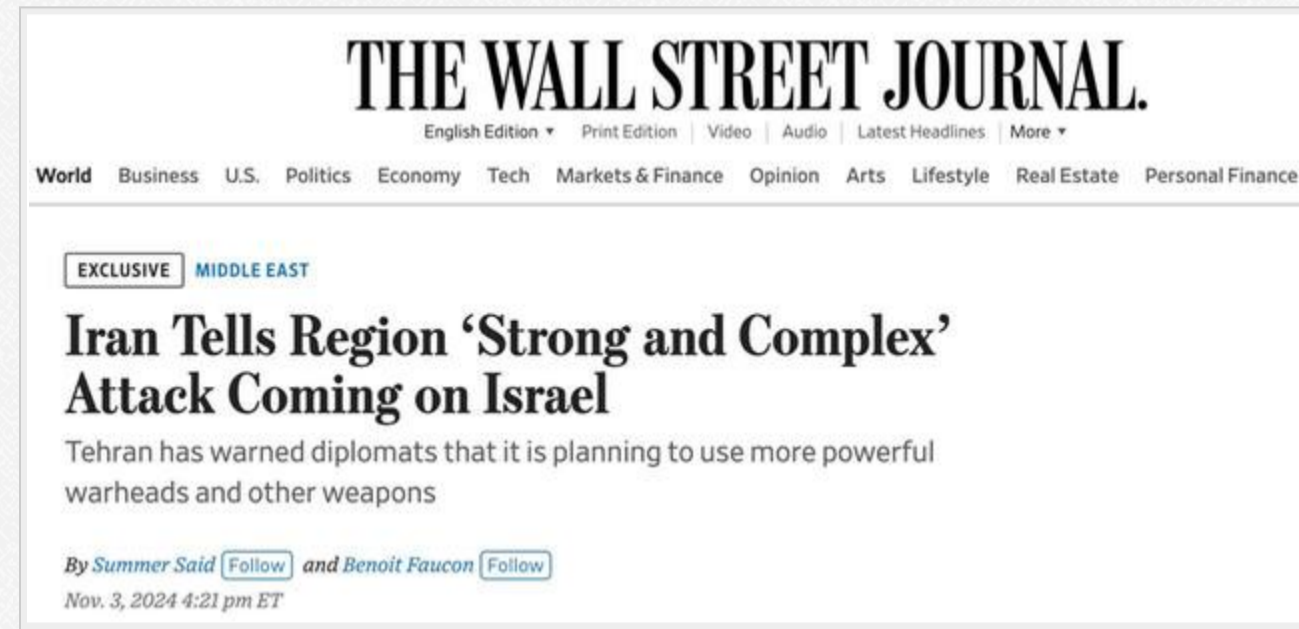 THE WALL STREET JOURNAL.
English Edition ▼ Print Edition | Video | Audio | Latest Headlines | More ▼
World Business U.S. Politics Economy Tech Markets & Finance Opinion Arts Lifestyle Real Estate Personal Finance
EXCLUSIVE MIDDLE EAST
Iran Tells Region ‘Strong and Complex’
Attack Coming on Israel
Tehran has warned diplomats that it is planning to use more powerful
warheads and other weapons
By Summer Said Follow and Benoit Faucon Follow
Nov. 3, 2024 4:21 pm ET